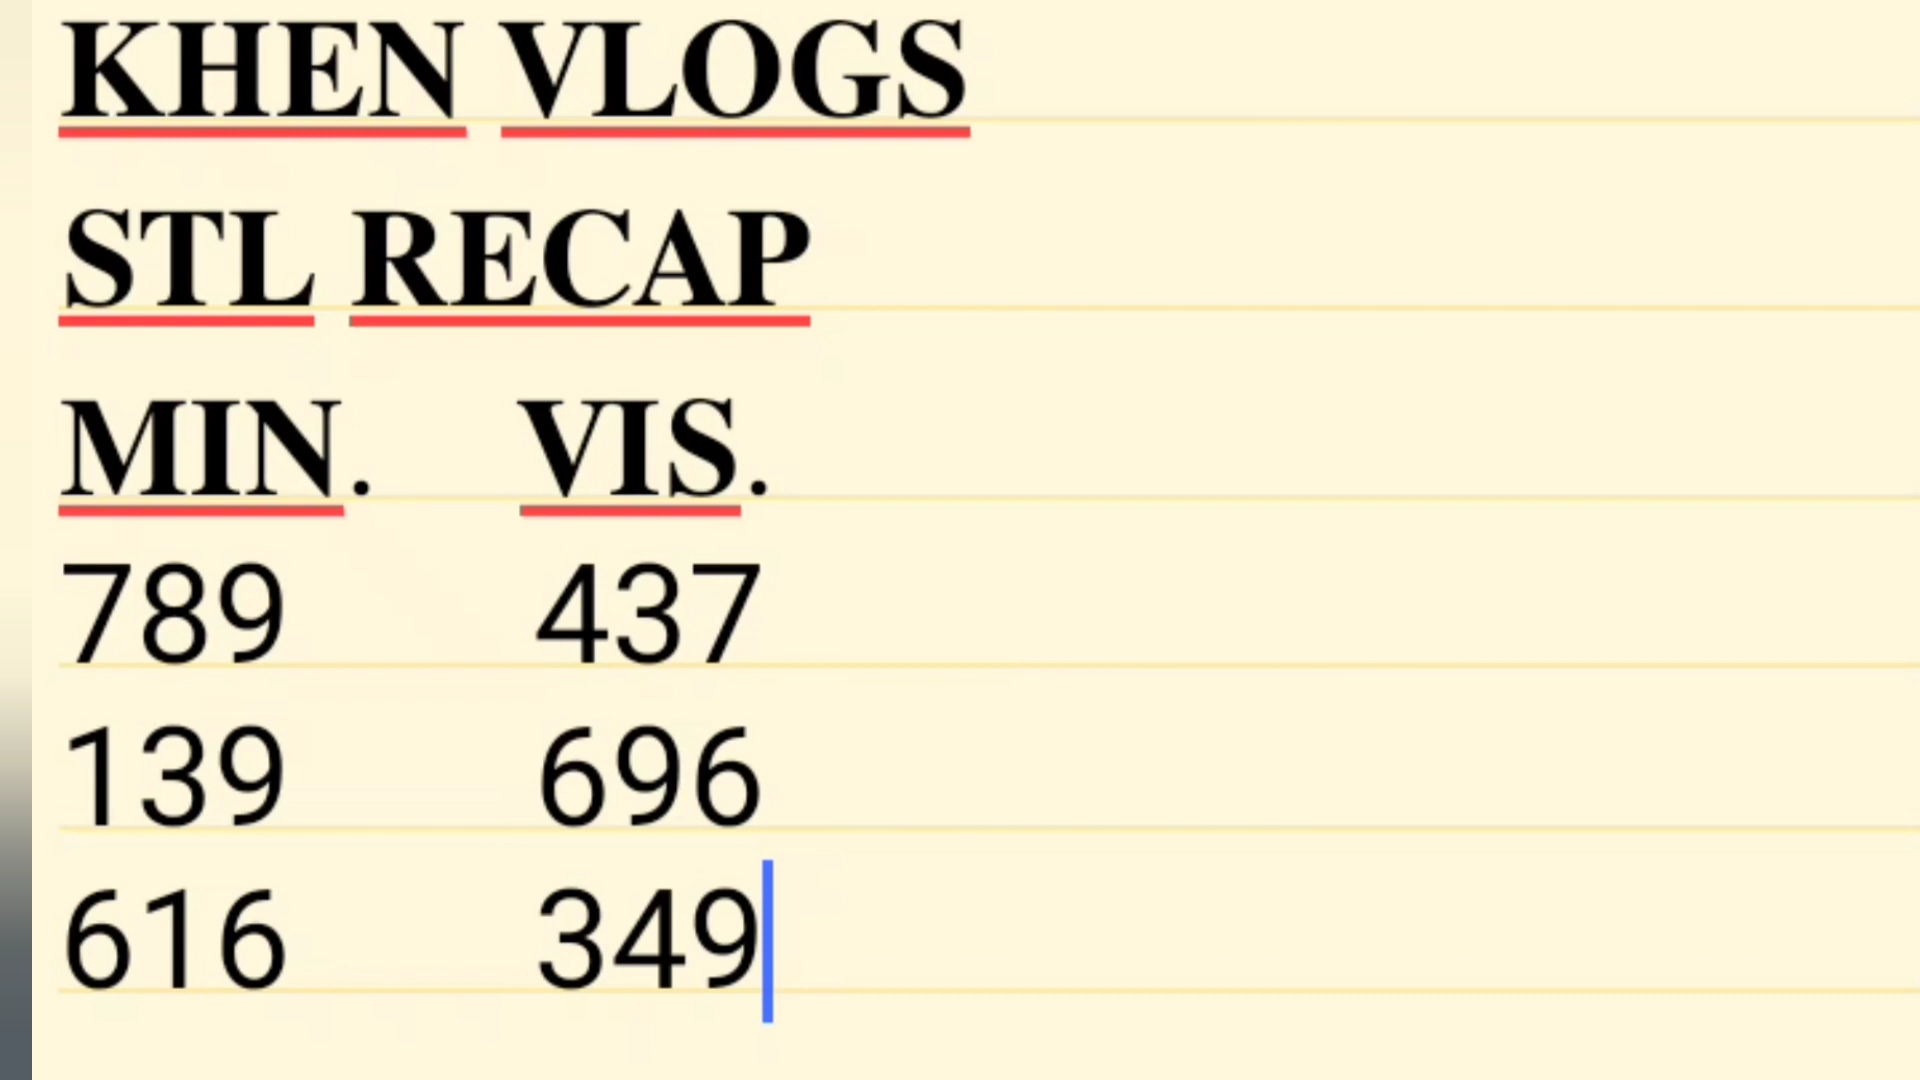 KHEN VLOGS
STL RECAP
MIN. VIS.
789 437
139 696
616 349